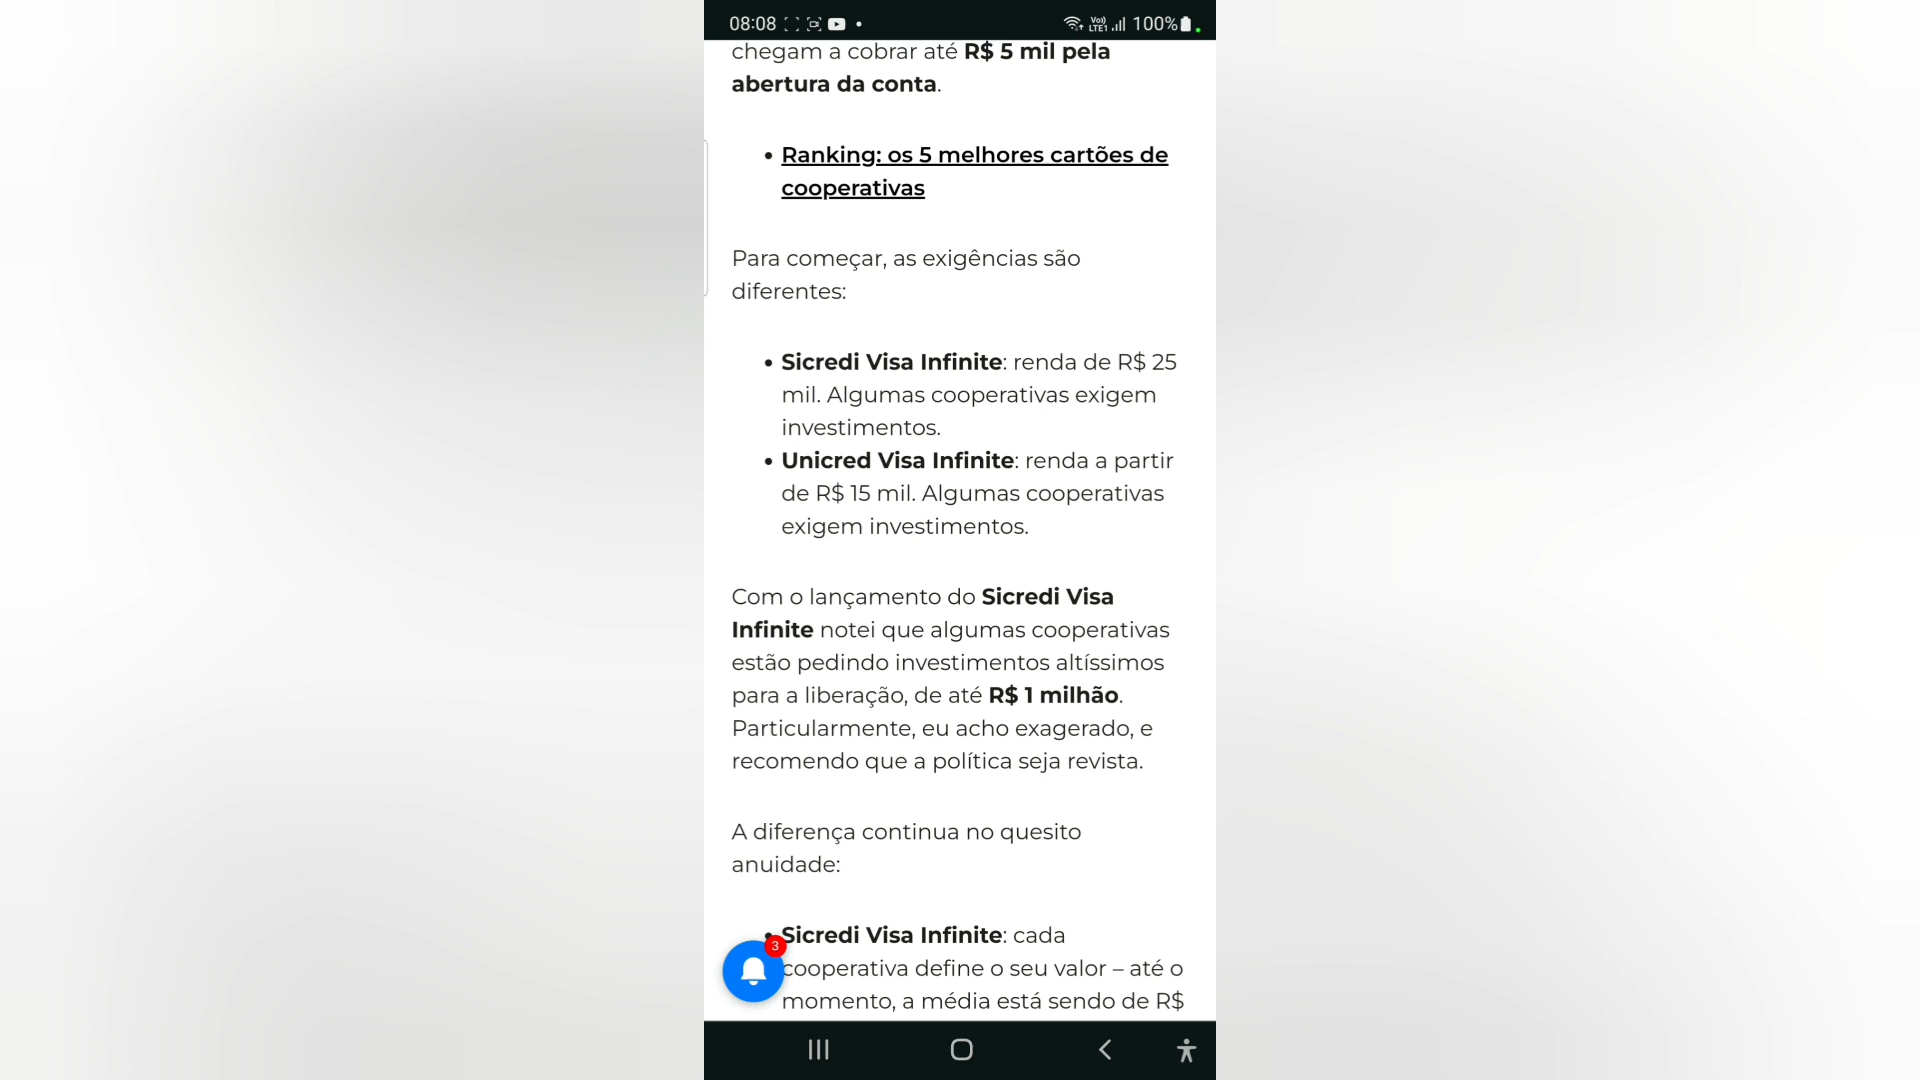 08:08
Vo))
LTE1
100%
chegam a cobrar até R$ 5 mil pela
abertura da conta.
• Ranking: os 5 melhores cartões de
cooperativas
Para começar, as exigências são
diferentes:
• Sicredi Visa Infinite: renda de R$ 25
mil. Algumas cooperativas exigem
investimentos.
• Unicred Visa Infinite: renda a partir
de R$ 15 mil. Algumas cooperativas
exigem investimentos.
Com o lançamento do Sicredi Visa
Infinite notei que algumas cooperativas
estão pedindo investimentos altíssimos
para a liberação, de até R$ 1 milhão.
Particularmente, eu acho exagerado, e
recomendo que a política seja revista.
A diferença continua no quesito
anuidade:
• Sicredi Visa Infinite: cada
cooperativa define o seu valor – até o
momento, a média está sendo de R$
3